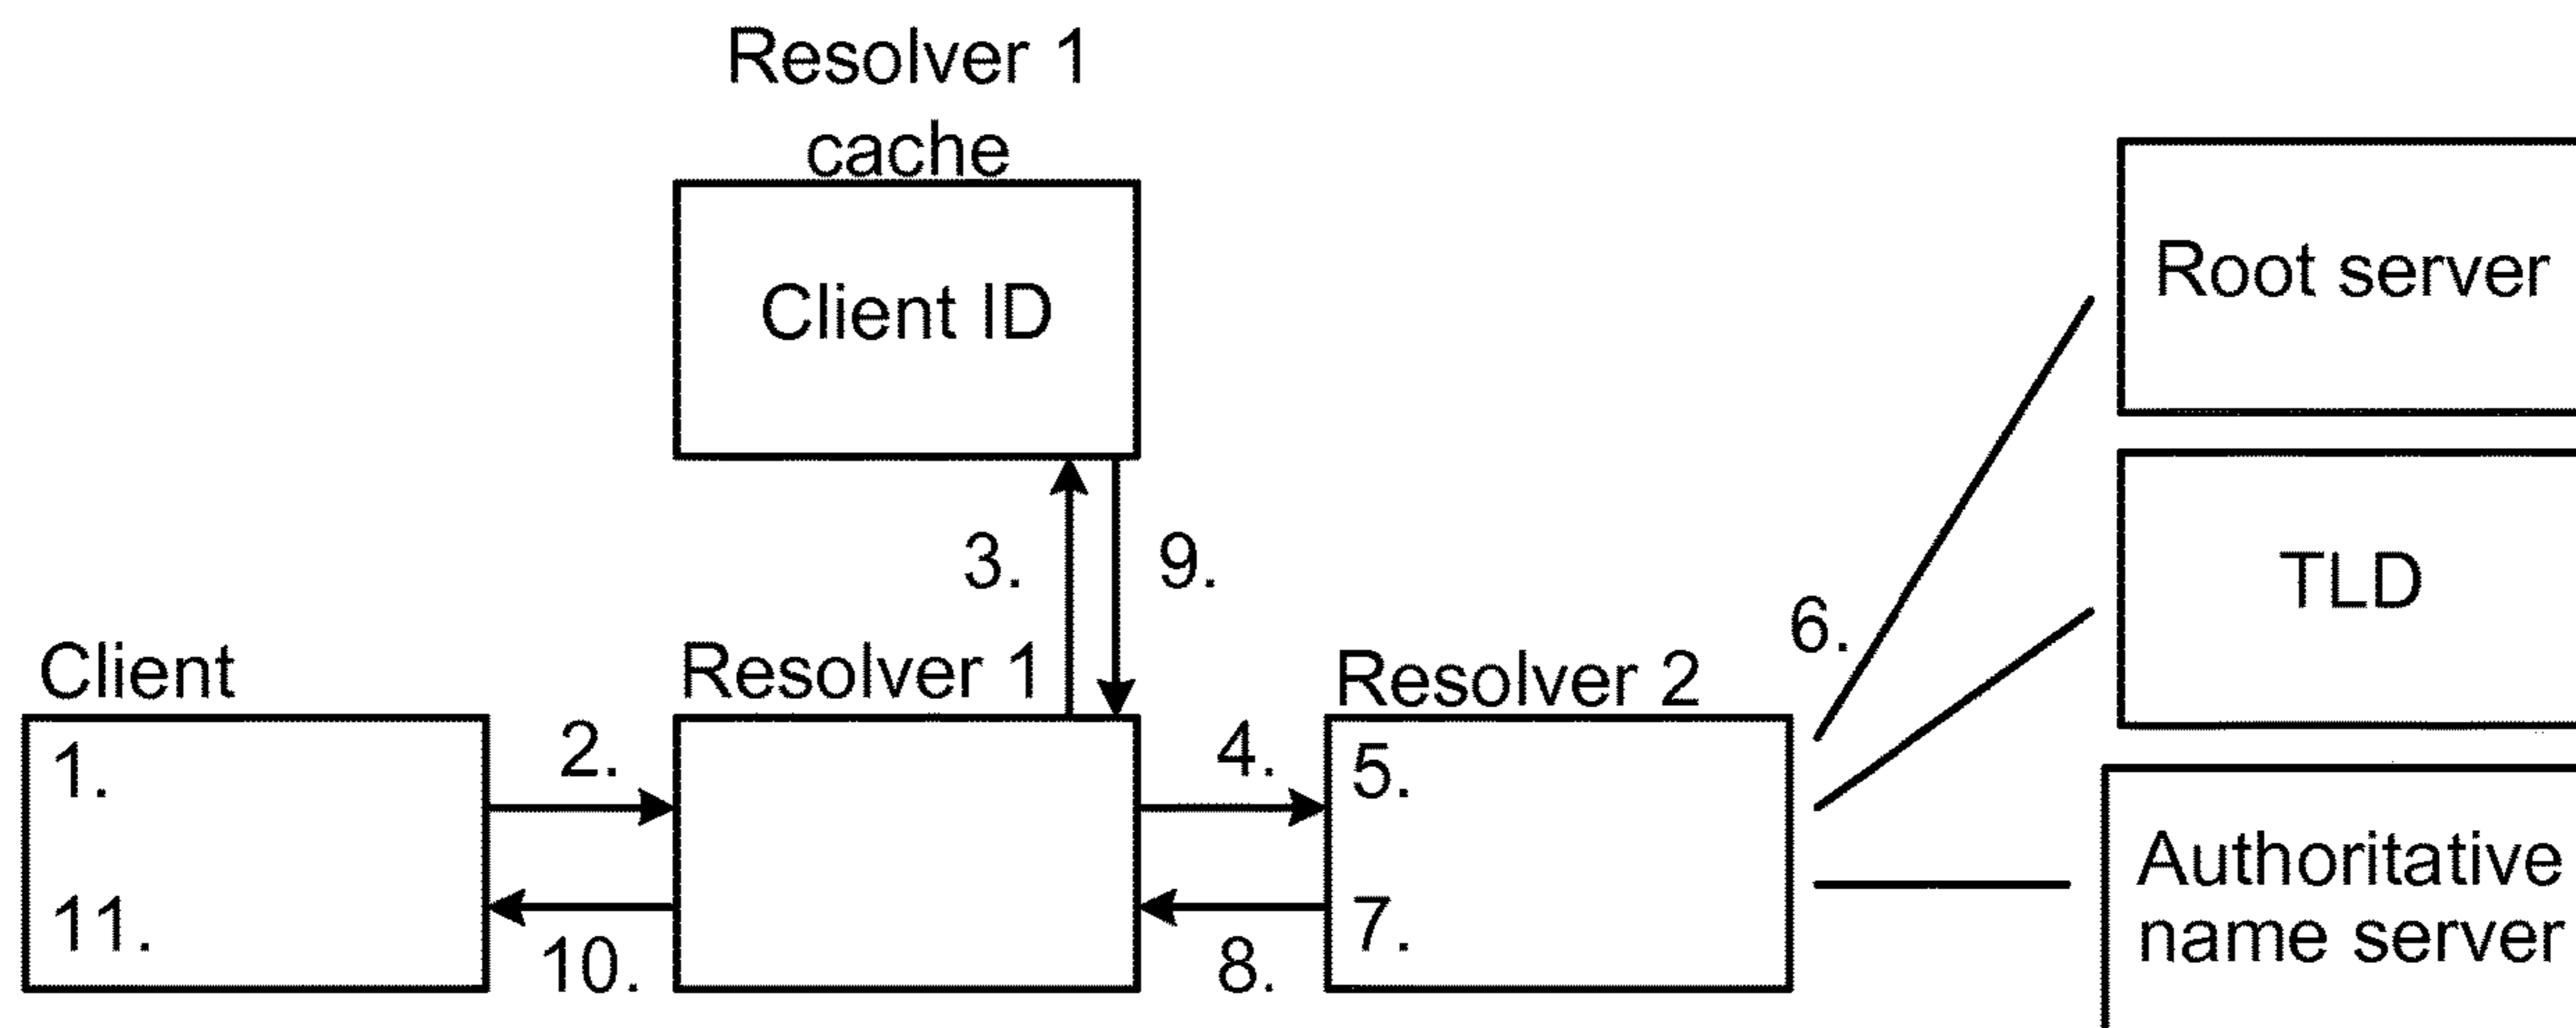 Resolver 1
cache
Client ID
Root server
3.
9.
TLD
6.
Client
Resolver 1
Resolver 2
1.
2.
4.
5.
Authoritative
name server
11.
10.
8.
7.